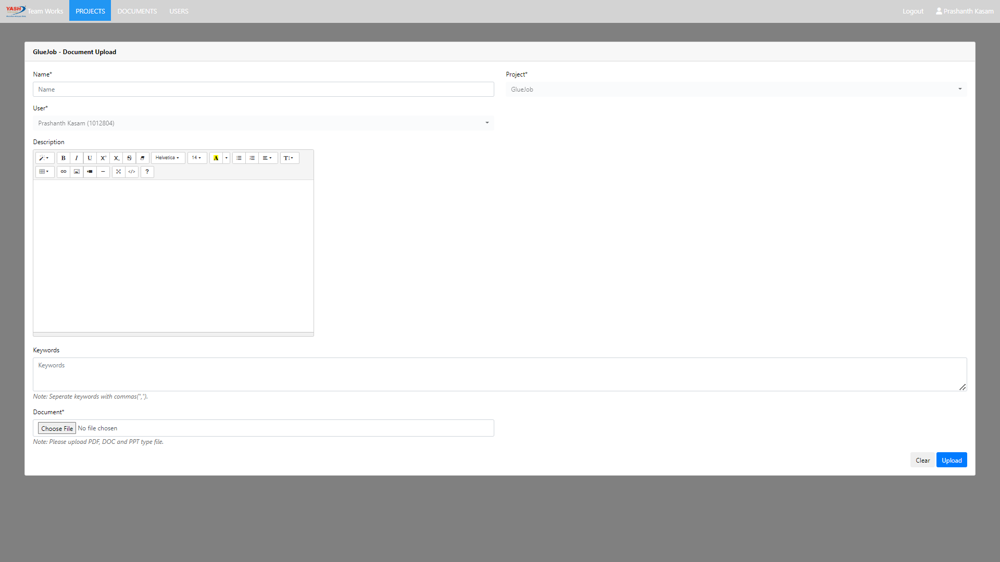 YASH Team Works PROJECTS DOCUMENTS USERS Logout Prashanth Kasam
GlueJob - Document Upload
Name* Project*
Name GlueJob
User*
Prashanth Kasam (1012804)
Description
B I U X² X₂ S Helvetica 14 A T
</> ?
Keywords
Keywords
Note: Seperate keywords with commas(",").
Document*
Choose File No file chosen
Note: Please upload PDF, DOC and PPT type file.
Clear Upload